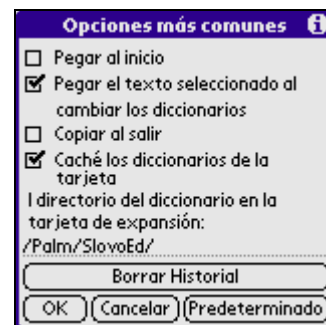 Opciones más comunes
Pegar al inicio
Pegar el texto seleccionado al
cambiar los diccionarios
Copiar al salir
Caché los diccionarios de la
tarjeta
l directorio del diccionario en la
tarjeta de expansión:
/Palm/SlovoEd/
Borrar Historial
OK Cancelar Predeterminado